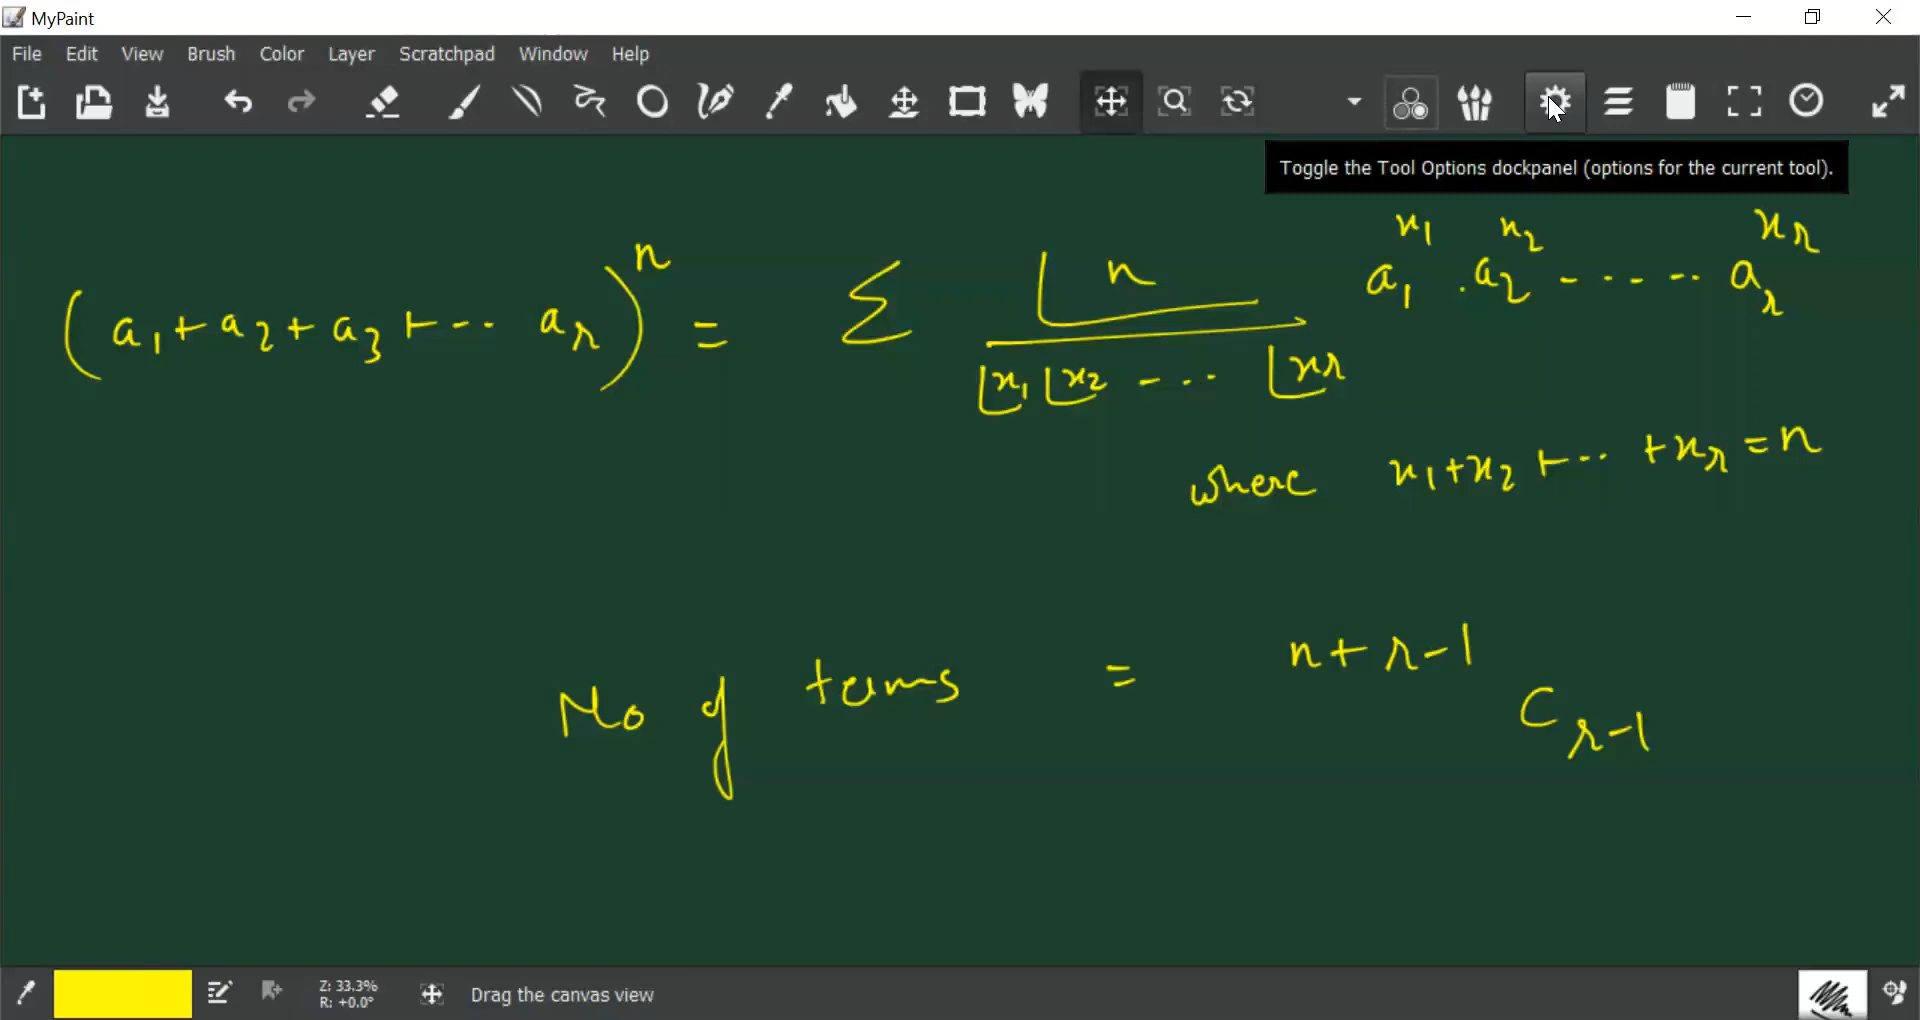 MyPaint
File Edit View Brush Color Layer Scratchpad Window Help
Toggle the Tool Options dockpanel (options for the current tool).
(a₁+a₂+a₃+--- aᵣ)ⁿ = Σ ⌊n / ⌊x₁ ⌊x₂ ---- ⌊xᵣ a₁^x₁ . a₂^x₂ ------- aᵣ^xᵣ
where x₁+x₂+--- +xᵣ=n
No of terms = n+r-1 C r-1
Z: 33.3%
R: +0.0°
Drag the canvas view